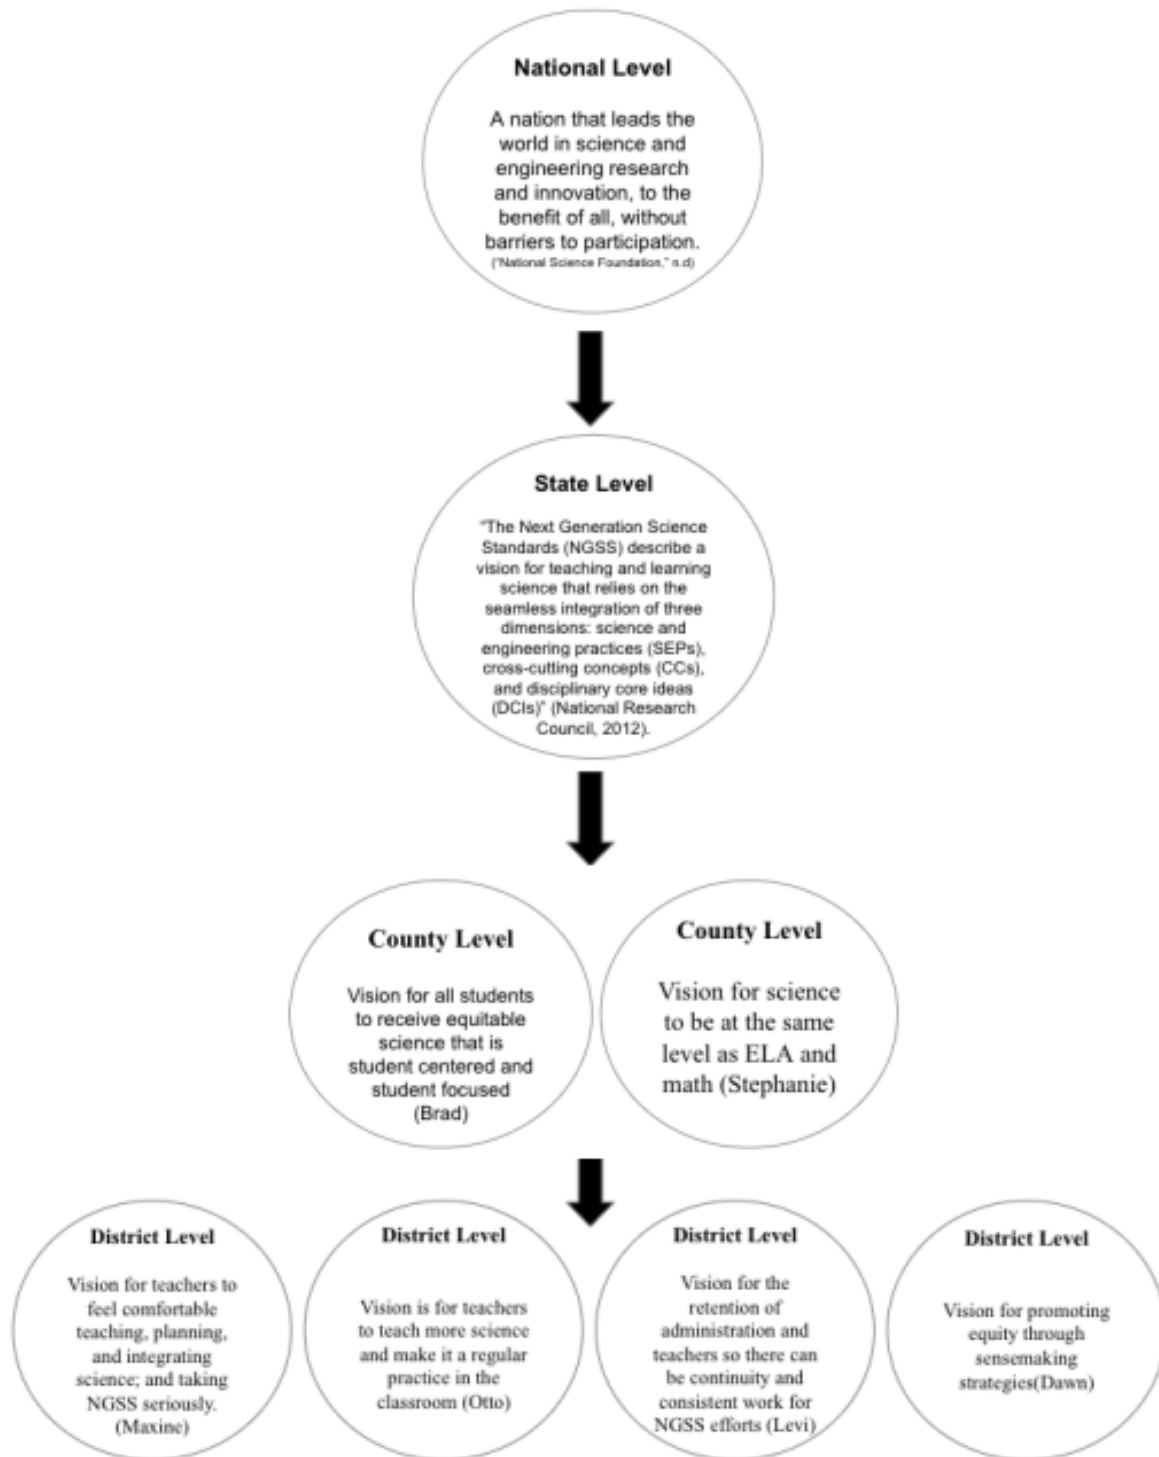 National Level
A nation that leads the
world in science and
engineering research
and innovation, to the
benefit of all, without
barriers to participation.
("National Science Foundation," n.d)
State Level
"The Next Generation Science
Standards (NGSS) describe a
vision for teaching and learning
science that relies on the
seamless integration of three
dimensions: science and
engineering practices (SEPs),
cross-cutting concepts (CCs),
and disciplinary core ideas
(DCIs)" (National Research
Council, 2012).
County Level
Vision for all students
to receive equitable
science that is
student centered and
student focused
(Brad)
County Level
Vision for science
to be at the same
level as ELA and
math (Stephanie)
District Level
Vision for teachers to
feel comfortable
teaching, planning,
and integrating
science; and taking
NGSS seriously.
(Maxine)
District Level
Vision is for teachers
to teach more science
and make it a regular
practice in the
classroom (Otto)
District Level
Vision for the
retention of
administration and
teachers so there can
be continuity and
consistent work for
NGSS efforts (Levi)
District Level
Vision for promoting
equity through
sensemaking
strategies(Dawn)